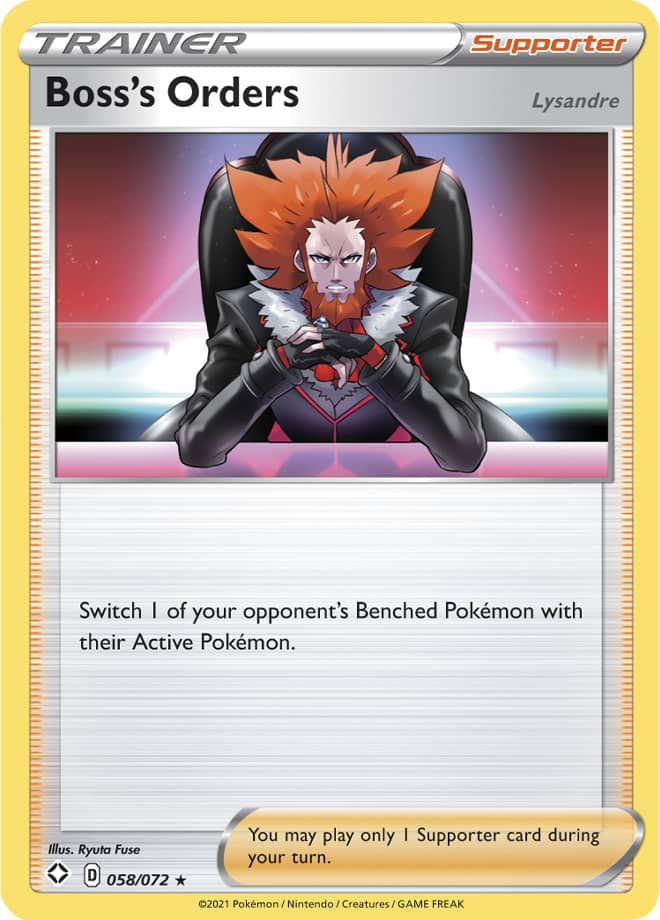 TRAINER
Supporter
Boss's Orders
Lysandre
Switch 1 of your opponent's Benched Pokémon with
their Active Pokémon.
You may play only 1 Supporter card during
your turn.
Illus. Ryuta Fuse
D 058/072 ★
©2021 Pokémon / Nintendo / Creatures / GAME FREAK